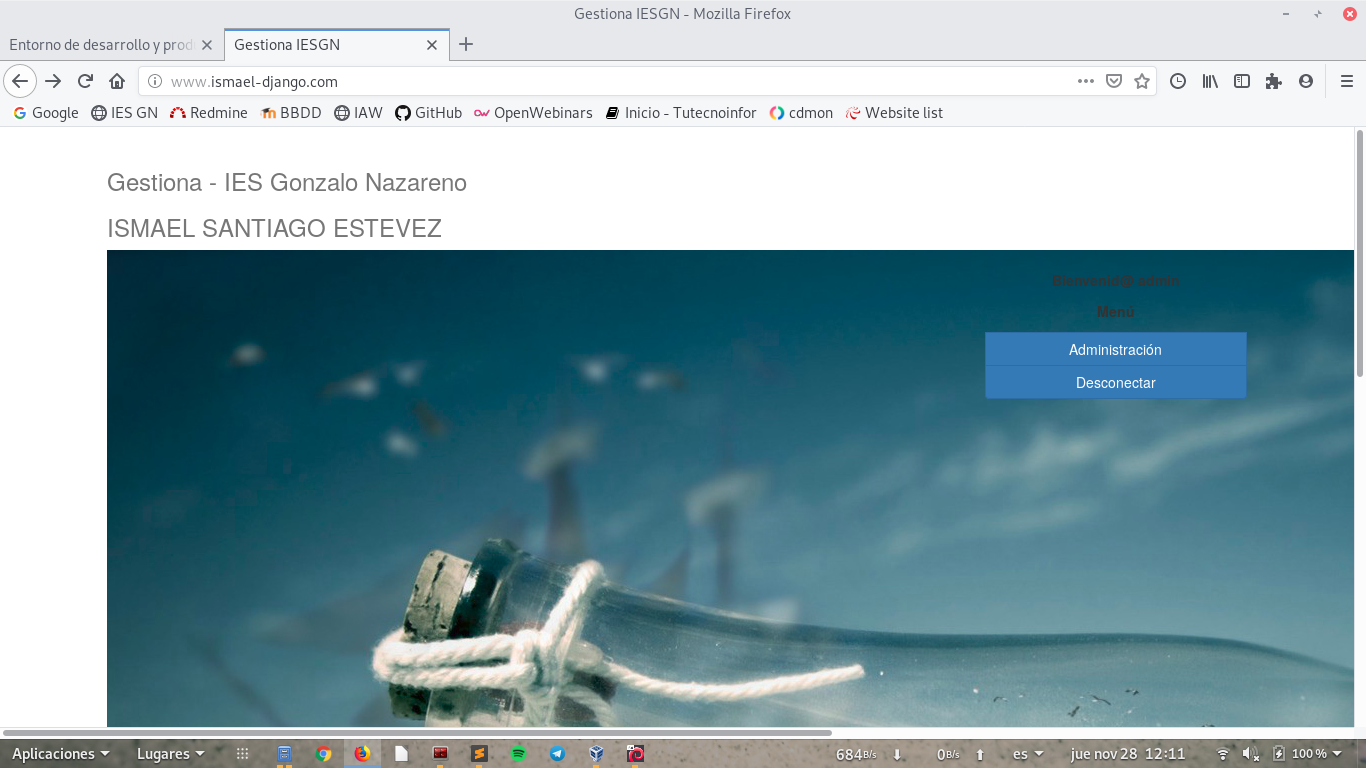 Gestiona IESGN - Mozilla Firefox
Entorno de desarrollo y prod
Gestiona IESGN
www.ismael-django.com
Google IES GN Redmine BBDD IAW GitHub OpenWebinars Inicio - Tutecnoinfor cdmon Website list
Gestiona - IES Gonzalo Nazareno
ISMAEL SANTIAGO ESTEVEZ
Bienvenid@ admin
Menú
Administración
Desconectar
Aplicaciones Lugares 684B/s 0B/s es jue nov 28 12:11 100 %